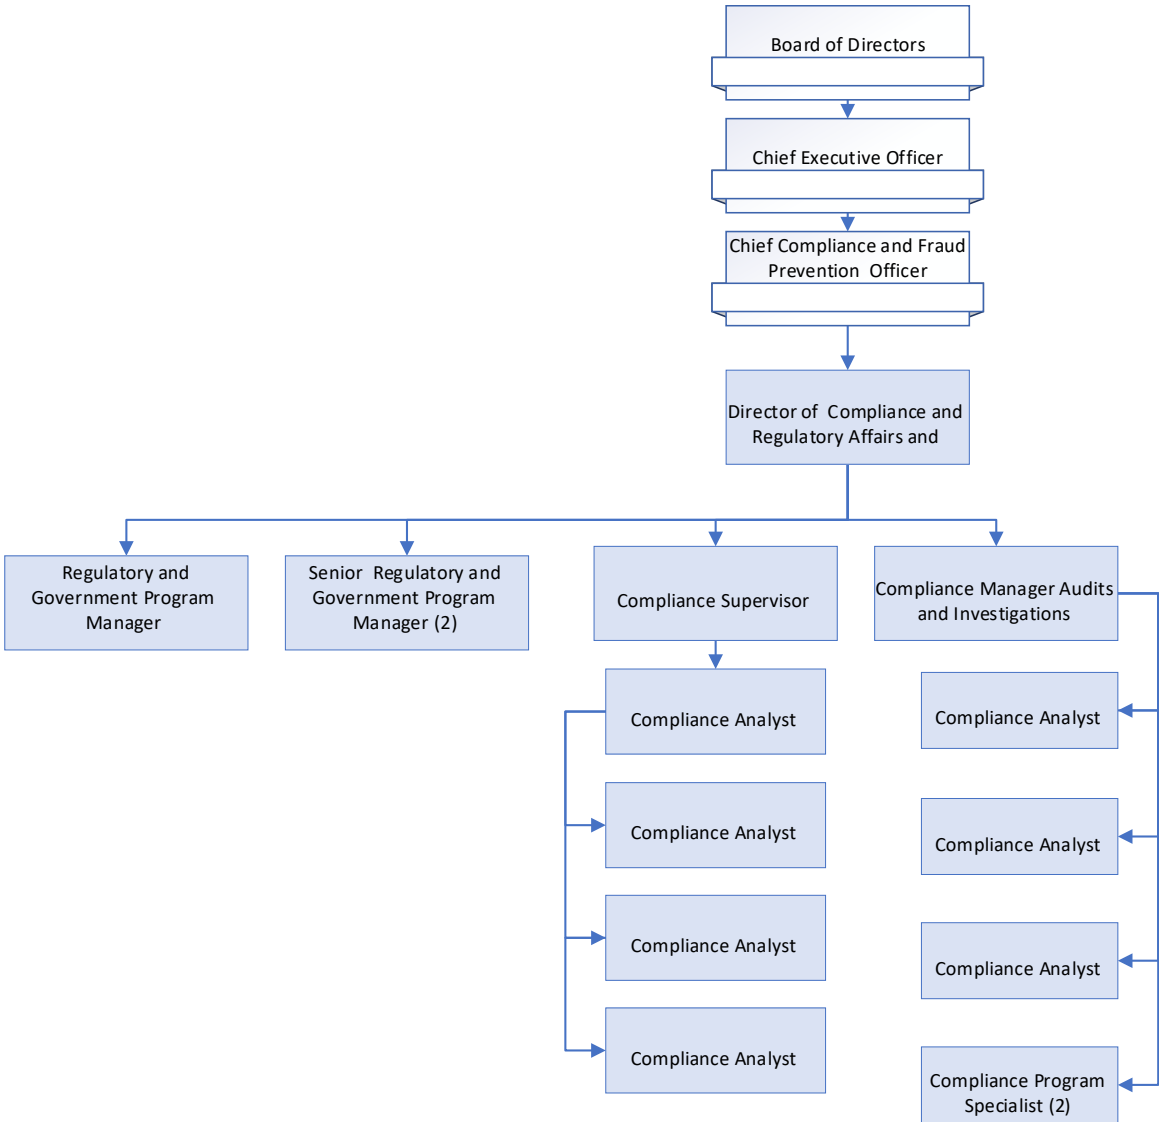 Board of Directors
Chief Executive Officer
Chief Compliance and Fraud
Prevention Officer
Director of Compliance and
Regulatory Affairs and
Regulatory and
Government Program
Manager
Senior Regulatory and
Government Program
Manager (2)
Compliance Supervisor
Compliance Manager Audits
and Investigations
Compliance Analyst
Compliance Analyst
Compliance Analyst
Compliance Analyst
Compliance Analyst
Compliance Analyst
Compliance Analyst
Compliance Program
Specialist (2)